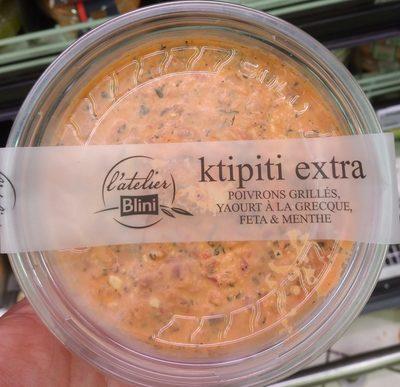 l'atelier
Blini
ktipiti extra
POIVRONS GRILLÉS,
YAOURT À LA GRECQUE,
FETA & MENTHE